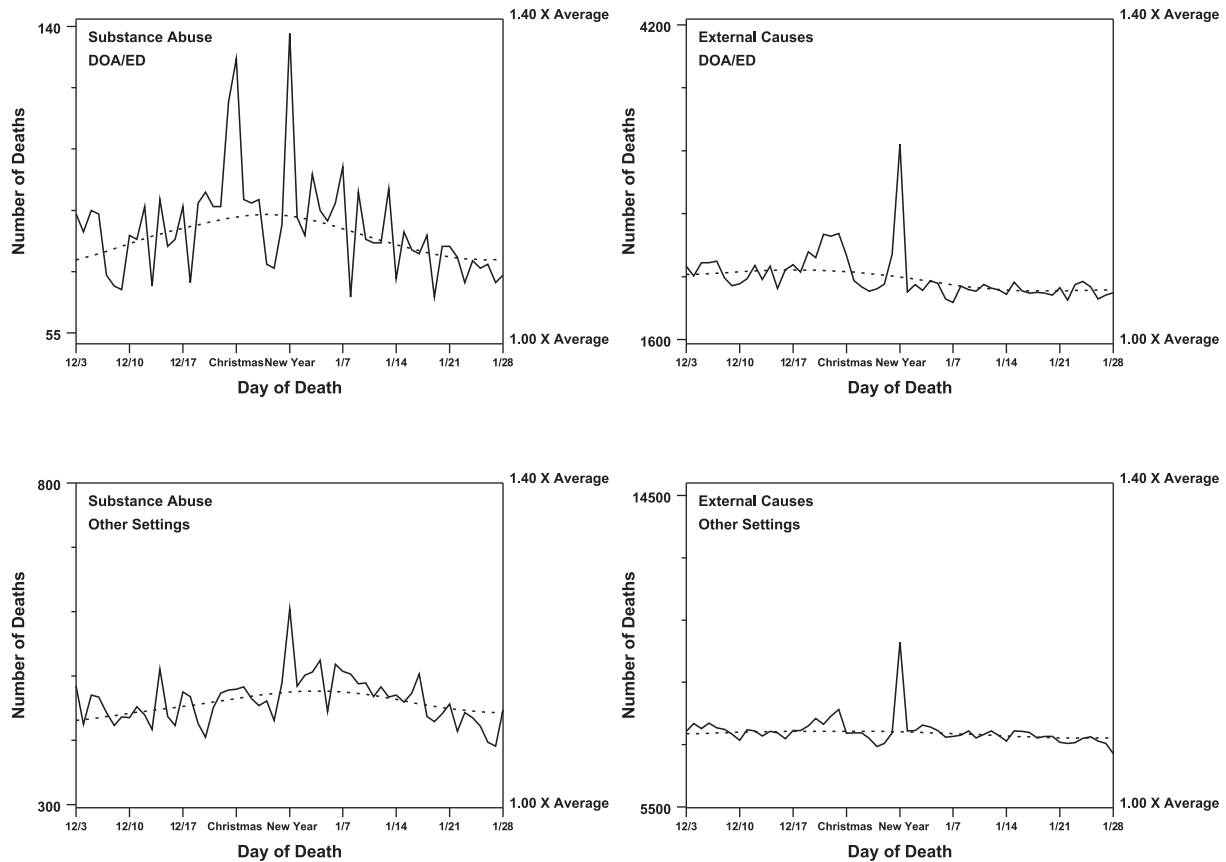 140
1.40 X Average
Substance Abuse
DOA/ED
Number of Deaths
55
1.00 X Average
12/3 12/10 12/17 Christmas New Year 1/7 1/14 1/21 1/28
Day of Death
4200
1.40 X Average
External Causes
DOA/ED
Number of Deaths
1600
1.00 X Average
12/3 12/10 12/17 Christmas New Year 1/7 1/14 1/21 1/28
Day of Death
800
1.40 X Average
Substance Abuse
Other Settings
Number of Deaths
300
1.00 X Average
12/3 12/10 12/17 Christmas New Year 1/7 1/14 1/21 1/28
Day of Death
14500
1.40 X Average
External Causes
Other Settings
Number of Deaths
5500
1.00 X Average
12/3 12/10 12/17 Christmas New Year 1/7 1/14 1/21 1/28
Day of Death